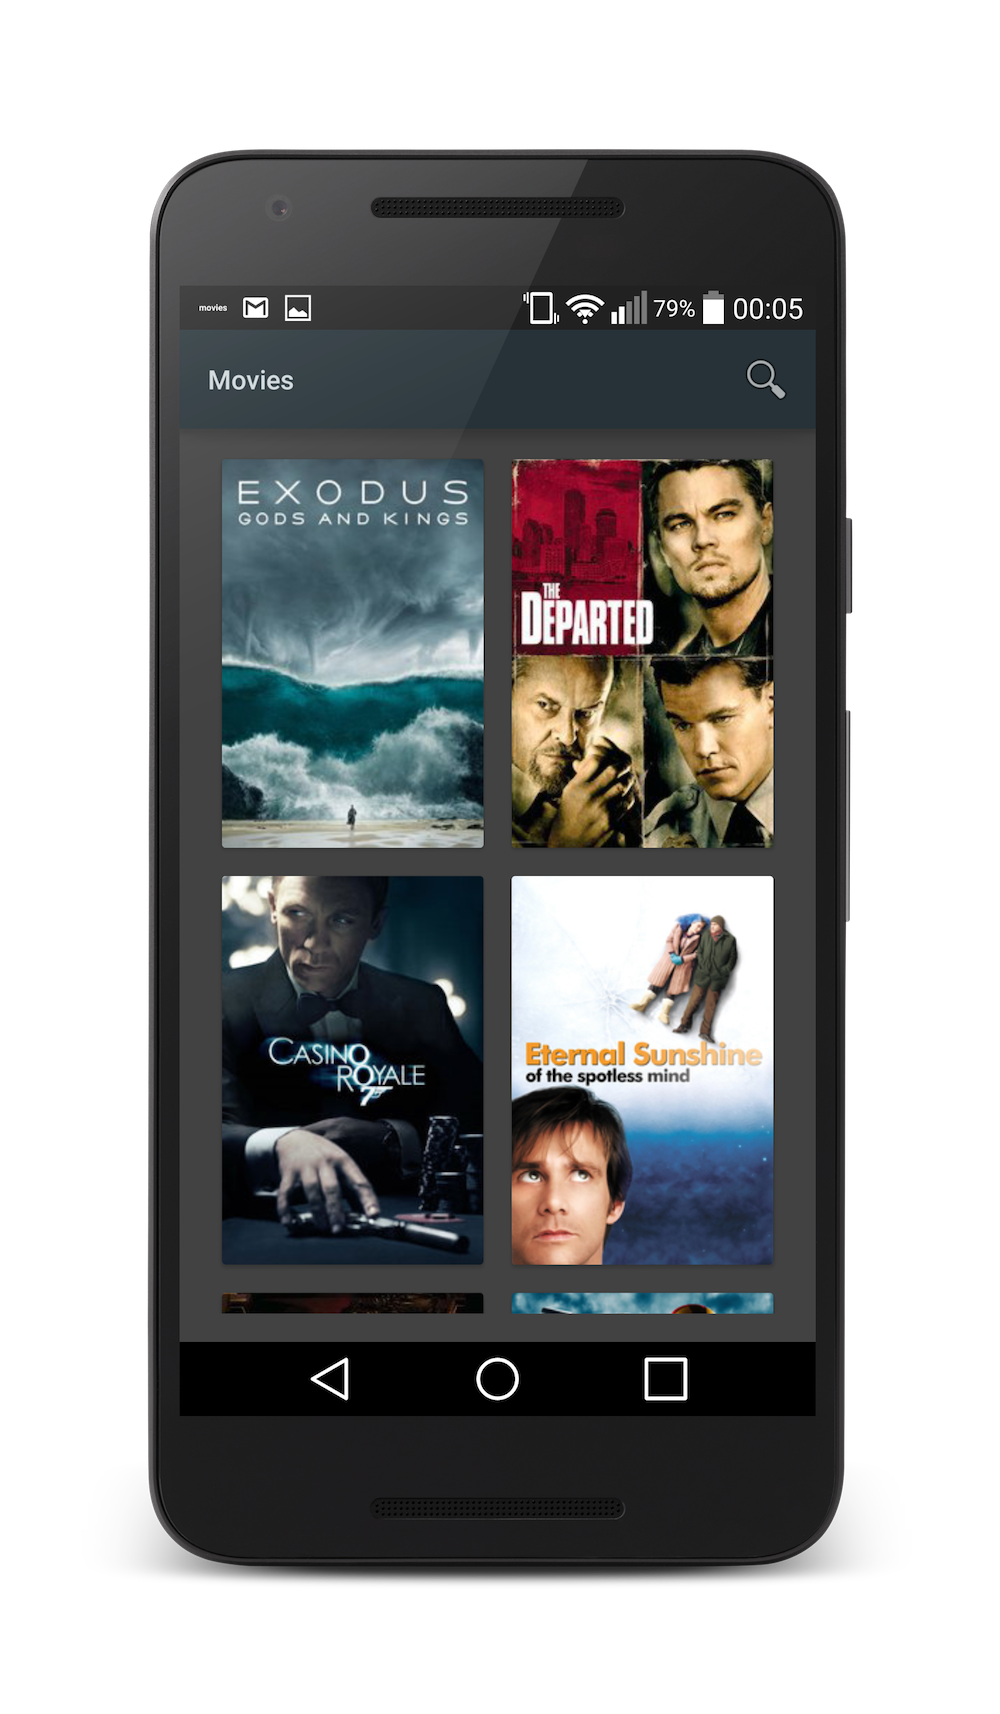 movies
79%
00:05
Movies
EXODUS
GODS AND KINGS
THE
DEPARTED
CASINO
ROYALE
007
Eternal Sunshine
of the spotless mind